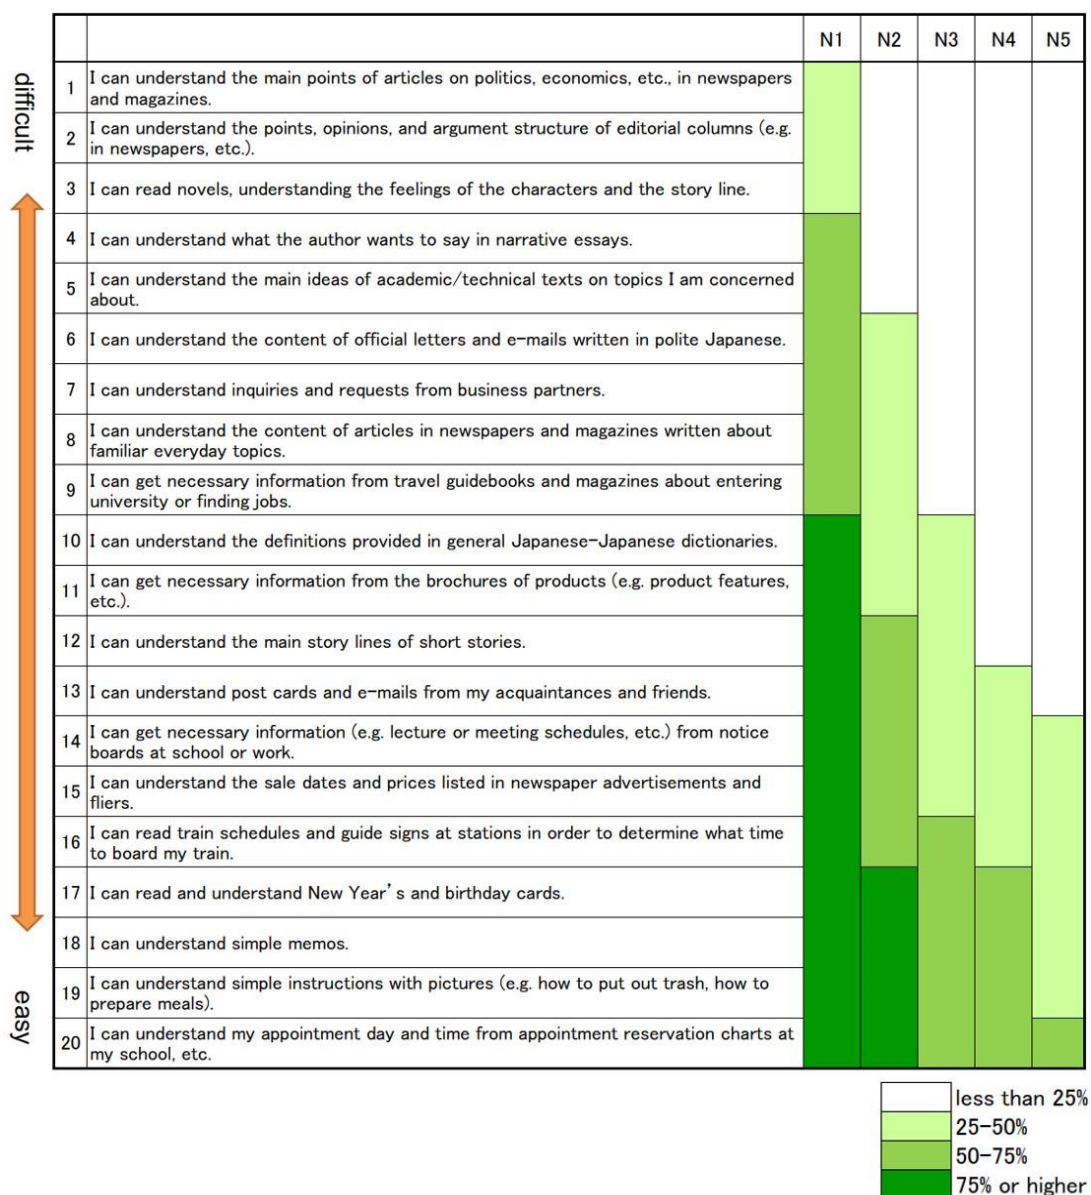 N1 N2 N3 N4 N5
difficult
1 I can understand the main points of articles on politics, economics, etc., in newspapers
and magazines.
2 I can understand the points, opinions, and argument structure of editorial columns (e.g.
in newspapers, etc.).
3 I can read novels, understanding the feelings of the characters and the story line.
4 I can understand what the author wants to say in narrative essays.
5 I can understand the main ideas of academic/technical texts on topics I am concerned
about.
6 I can understand the content of official letters and e-mails written in polite Japanese.
7 I can understand inquiries and requests from business partners.
8 I can understand the content of articles in newspapers and magazines written about
familiar everyday topics.
9 I can get necessary information from travel guidebooks and magazines about entering
university or finding jobs.
10 I can understand the definitions provided in general Japanese-Japanese dictionaries.
11 I can get necessary information from the brochures of products (e.g. product features,
etc.).
12 I can understand the main story lines of short stories.
13 I can understand post cards and e-mails from my acquaintances and friends.
14 I can get necessary information (e.g. lecture or meeting schedules, etc.) from notice
boards at school or work.
15 I can understand the sale dates and prices listed in newspaper advertisements and
fliers.
16 I can read train schedules and guide signs at stations in order to determine what time
to board my train.
17 I can read and understand New Year’s and birthday cards.
18 I can understand simple memos.
19 I can understand simple instructions with pictures (e.g. how to put out trash, how to
prepare meals).
20 I can understand my appointment day and time from appointment reservation charts at
my school, etc.
easy
less than 25%
25-50%
50-75%
75% or higher